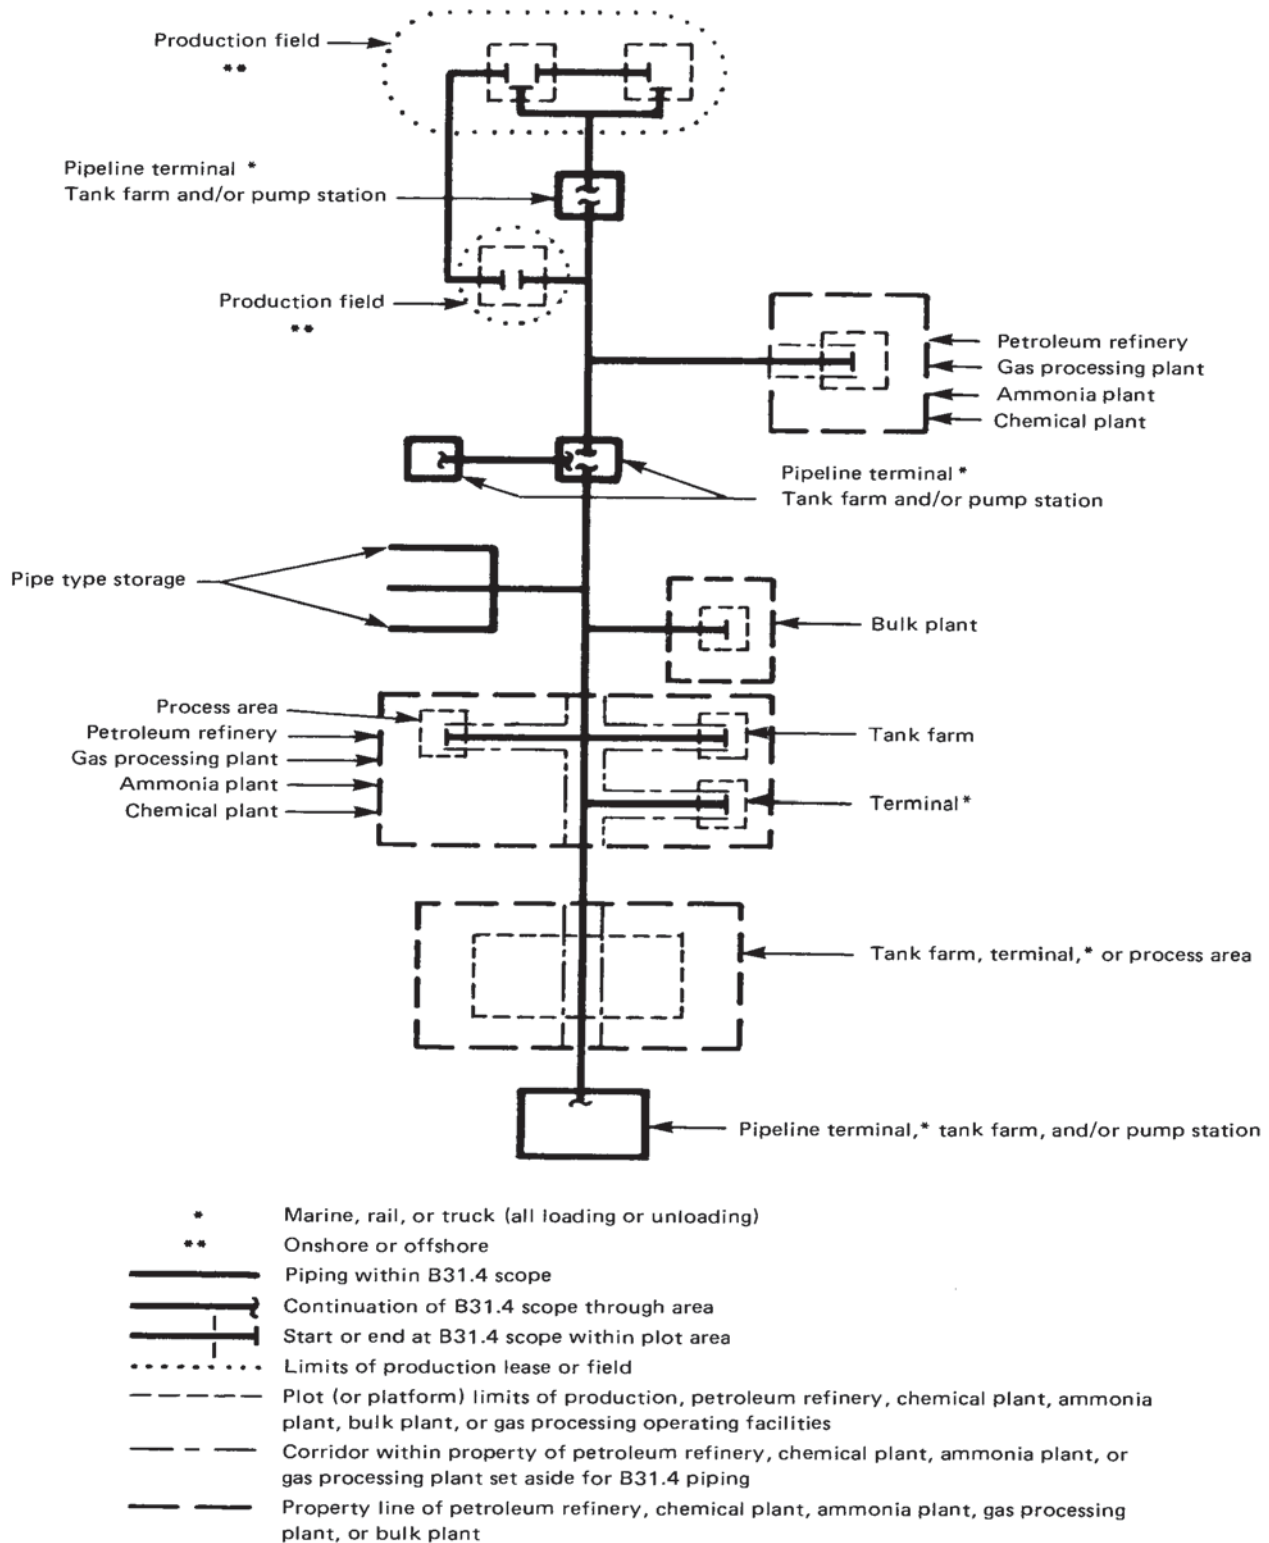 Production field
**
Pipeline terminal *
Tank farm and/or pump station
Production field
**
Petroleum refinery
Gas processing plant
Ammonia plant
Chemical plant
Pipeline terminal *
Tank farm and/or pump station
Pipe type storage
Bulk plant
Process area
Petroleum refinery
Gas processing plant
Ammonia plant
Chemical plant
Tank farm
Terminal*
Tank farm, terminal,* or process area
Pipeline terminal,* tank farm, and/or pump station
* Marine, rail, or truck (all loading or unloading)
** Onshore or offshore
Piping within B31.4 scope
Continuation of B31.4 scope through area
Start or end at B31.4 scope within plot area
Limits of production lease or field
Plot (or platform) limits of production, petroleum refinery, chemical plant, ammonia
plant, bulk plant, or gas processing operating facilities
Corridor within property of petroleum refinery, chemical plant, ammonia plant, or
gas processing plant set aside for B31.4 piping
Property line of petroleum refinery, chemical plant, ammonia plant, gas processing
plant, or bulk plant